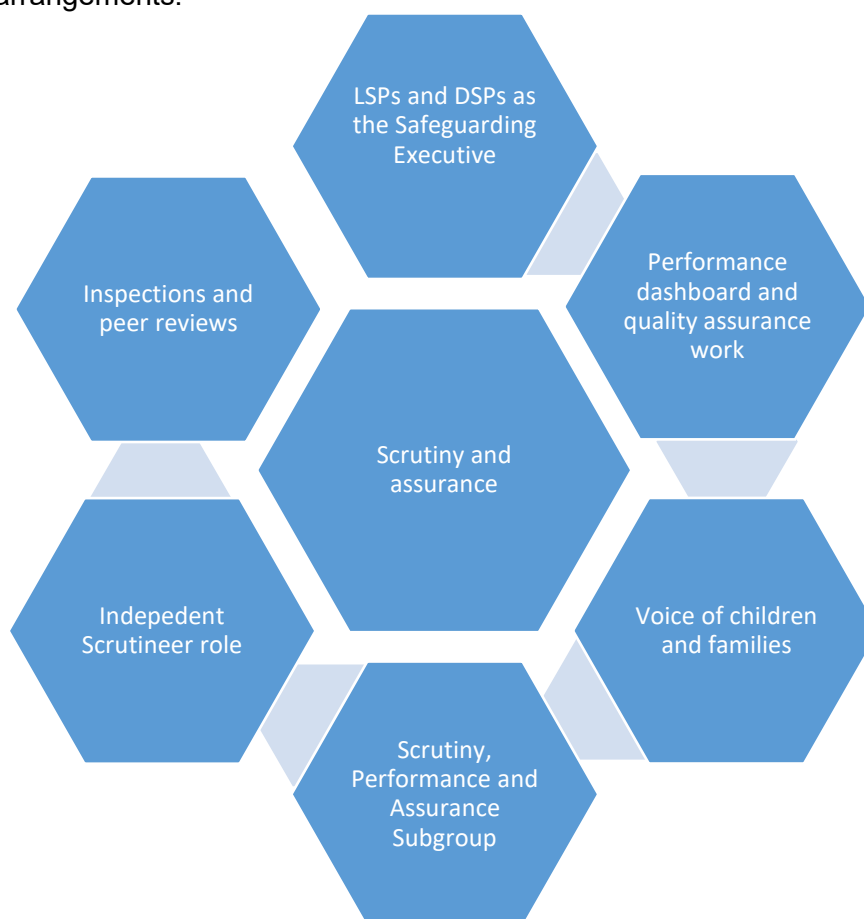 arrangements.
LSPs and DSPs as
the Safeguarding
Executive
Performance
dashboard and
quality assurance
work
Inspections and
peer reviews
Scrutiny and
assurance
Voice of children
and families
Indepedent
Scrutineer role
Scrutiny,
Performance and
Assurance
Subgroup